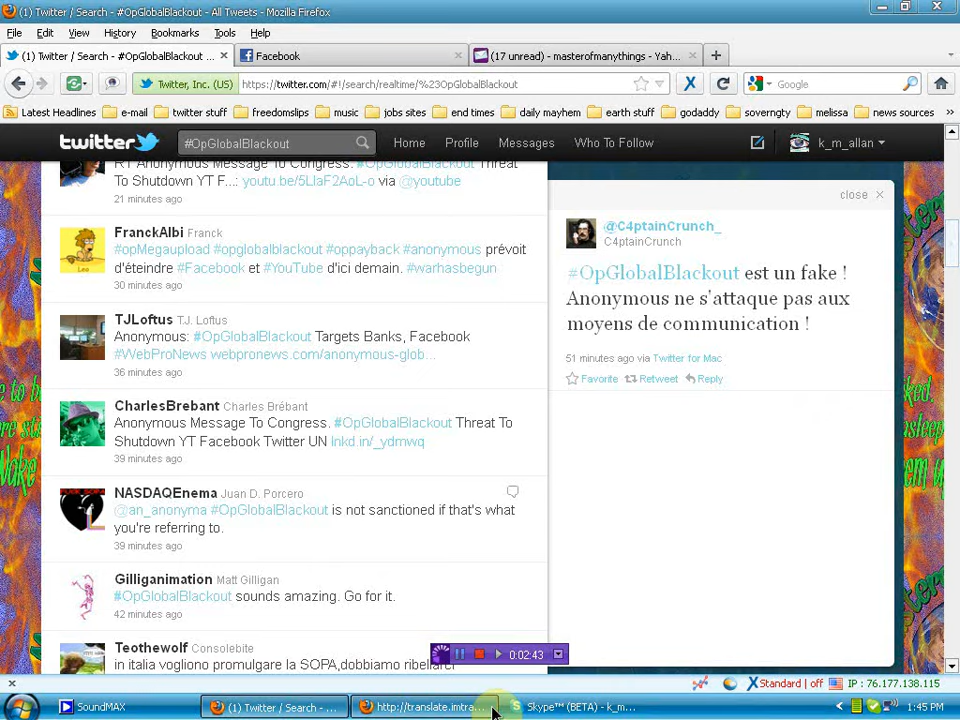 (1) Twitter / Search - #OpGlobalBlackout - All Tweets - Mozilla Firefox
File Edit View History Bookmarks Tools Help
(1) Twitter / Search - #OpGlobalBlackout ...
Facebook
(17 unread) - masterofmanythings - Yah...
Twitter, Inc. (US)
https://twitter.com/#!/search/realtime/%23OpGlobalBlackout
Google
Latest Headlines e-mail twitter stuff freedomslips music jobs sites end times daily mayhem earth stuff godaddy soverngty melissa news sources »
twitter
#OpGlobalBlackout
Home Profile Messages Who To Follow
k_m_allan
RT Anonymous Message To Congress: #OpGlobalBlackout Threat
To Shutdown YT F...: youtu.be/5LlaF2AoL-o via @youtube
21 minutes ago
FranckAlbi Franck
#opMegaupload #opglobalblackout #oppayback #anonymous prévoit
d'éteindre #Facebook et #YouTube d'ici demain. #warhasbegun
30 minutes ago
TJLoftus T.J. Loftus
Anonymous: #OpGlobalBlackout Targets Banks, Facebook
#WebProNews webpronews.com/anonymous-glob...
36 minutes ago
CharlesBrebant Charles Brébant
Anonymous Message To Congress. #OpGlobalBlackout Threat To
Shutdown YT Facebook Twitter UN lnkd.in/_ydmwq
39 minutes ago
NASDAQEnema Juan D. Porcero
@an_anonyma #OpGlobalBlackout is not sanctioned if that's what
you're referring to.
39 minutes ago
Gilliganimation Matt Gilligan
#OpGlobalBlackout sounds amazing. Go for it.
42 minutes ago
Teothewolf Consolebite
in italia vogliono promulgare la SOPA,dobbiamo ribellarci
close ×
@C4ptainCrunch_
C4ptainCrunch
#OpGlobalBlackout est un fake !
Anonymous ne s'attaque pas aux
moyens de communication !
51 minutes ago via Twitter for Mac
Favorite Retweet Reply
0:02:43
Standard | off
IP : 76.177.138.115
SoundMAX
(1) Twitter / Search - ...
http://translate.imtra...
Skype™ (BETA) - k_m...
1:45 PM